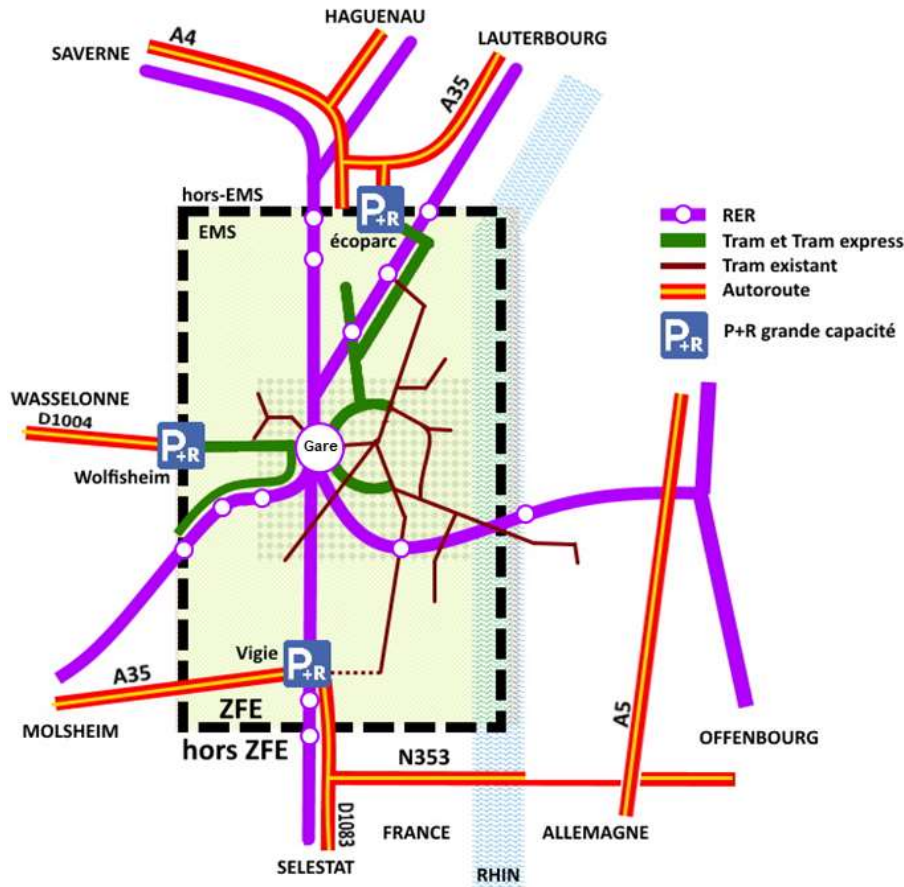 HAGUENAU
SAVERNE
A4
LAUTERBOURG
A35
hors-EMS
EMS
P+R
écoparc
RER
Tram et Tram express
Tram existant
Autoroute
P+R
P+R grande capacité
WASSELONNE
D1004
P+R
Wolfisheim
Gare
Vigie
P+R
A35
MOLSHEIM
ZFE
hors ZFE
N353
A5
OFFENBOURG
D1083
FRANCE
ALLEMAGNE
SELESTAT
RHIN